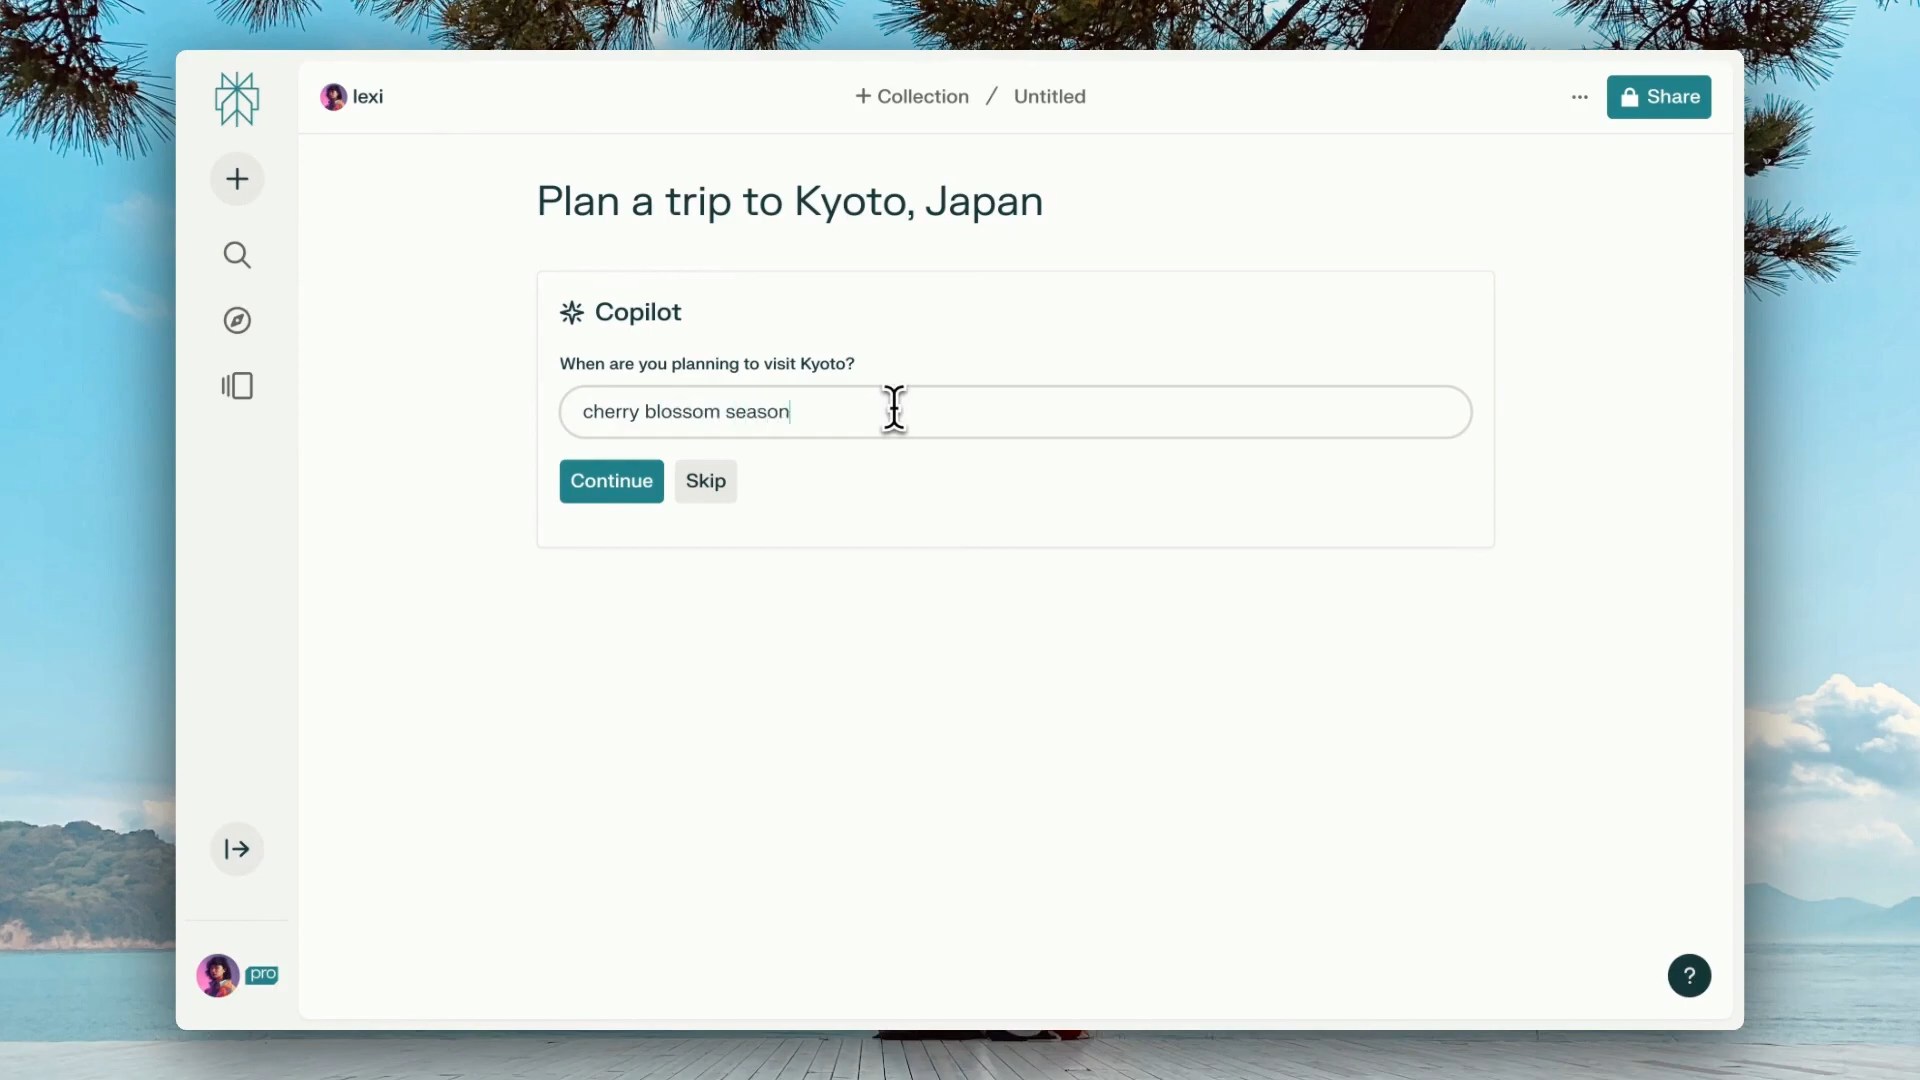 lexi
+ Collection / Untitled
... Share
Plan a trip to Kyoto, Japan
Copilot
When are you planning to visit Kyoto?
cherry blossom season
Continue Skip
pro
?